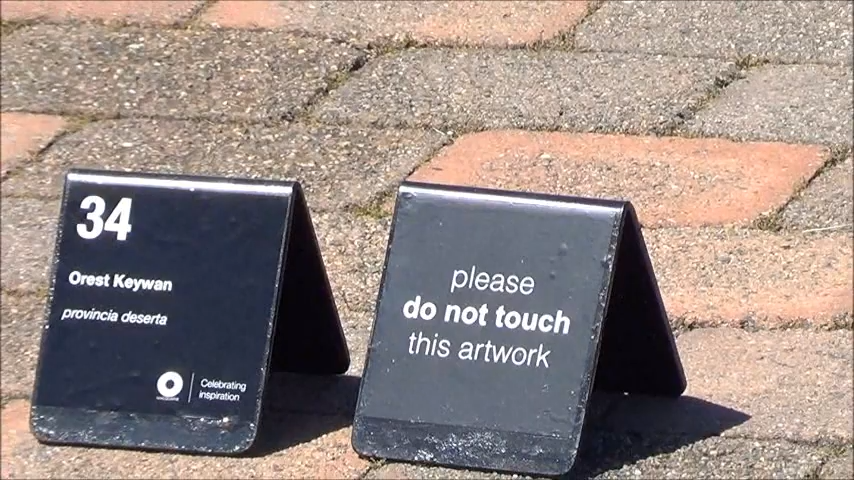 34
Orest Keywan
provincia deserta
Celebrating
inspiration
please
do not touch
this artwork